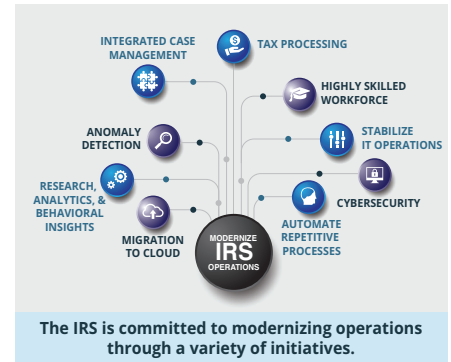 INTEGRATED CASE
MANAGEMENT
$
TAX PROCESSING
HIGHLY SKILLED
WORKFORCE
ANOMALY
DETECTION
STABILIZE
IT OPERATIONS
RESEARCH,
ANALYTICS, &
BEHAVIORAL
INSIGHTS
CYBERSECURITY
MIGRATION
TO CLOUD
AUTOMATE
REPETITIVE
PROCESSES
MODERNIZE
IRS
OPERATIONS
The IRS is committed to modernizing operations
through a variety of initiatives.